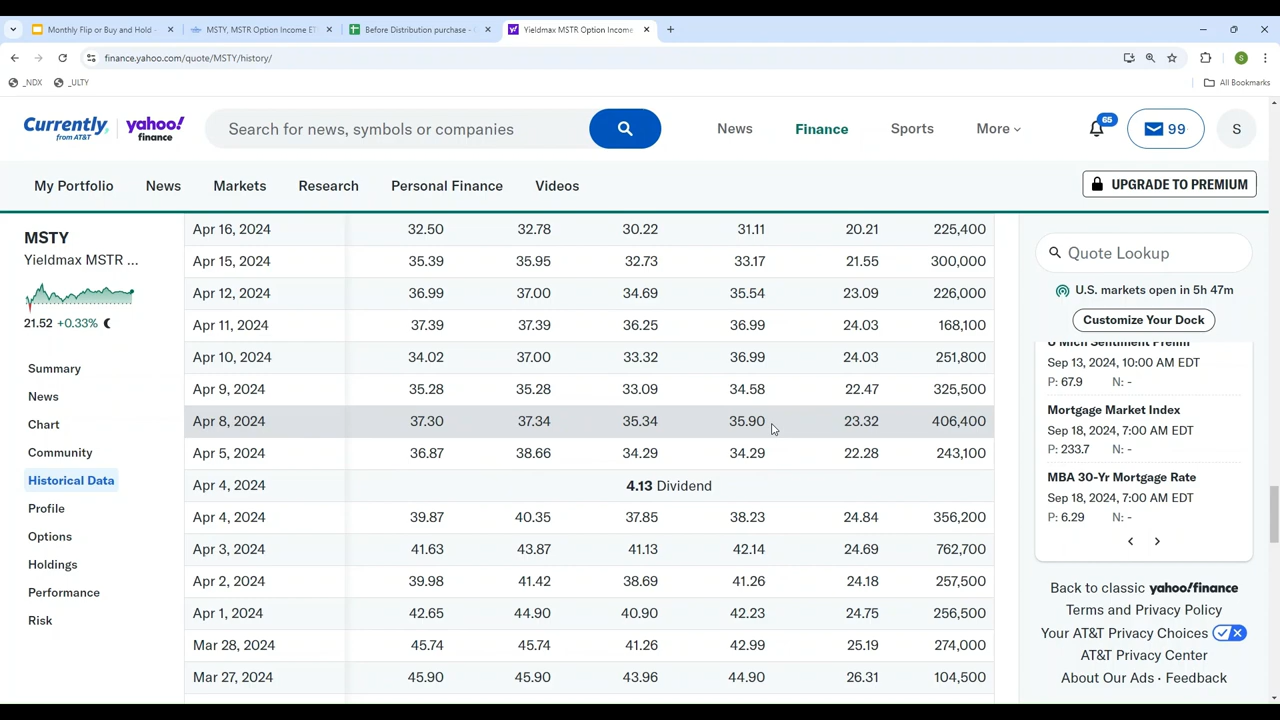 Monthly Flip or Buy and Hold -
MSTY, MSTR Option Income ET
Before Distribution purchase -
Yieldmax MSTR Option Income
finance.yahoo.com/quote/MSTY/history/
S
_NDX
_ULTY
All Bookmarks
Currently
from AT&T
yahoo!
finance
Search for news, symbols or companies
News
Finance
Sports
More
65
99
S
My Portfolio
News
Markets
Research
Personal Finance
Videos
UPGRADE TO PREMIUM
MSTY
Yieldmax MSTR ...
21.52 +0.33%
Summary
News
Chart
Community
Historical Data
Profile
Options
Holdings
Performance
Risk
Apr 16, 2024 32.50 32.78 30.22 31.11 20.21 225,400
Apr 15, 2024 35.39 35.95 32.73 33.17 21.55 300,000
Apr 12, 2024 36.99 37.00 34.69 35.54 23.09 226,000
Apr 11, 2024 37.39 37.39 36.25 36.99 24.03 168,100
Apr 10, 2024 34.02 37.00 33.32 36.99 24.03 251,800
Apr 9, 2024 35.28 35.28 33.09 34.58 22.47 325,500
Apr 8, 2024 37.30 37.34 35.34 35.90 23.32 406,400
Apr 5, 2024 36.87 38.66 34.29 34.29 22.28 243,100
Apr 4, 2024 4.13 Dividend
Apr 4, 2024 39.87 40.35 37.85 38.23 24.84 356,200
Apr 3, 2024 41.63 43.87 41.13 42.14 24.69 762,700
Apr 2, 2024 39.98 41.42 38.69 41.26 24.18 257,500
Apr 1, 2024 42.65 44.90 40.90 42.23 24.75 256,500
Mar 28, 2024 45.74 45.74 41.26 42.99 25.19 274,000
Mar 27, 2024 45.90 45.90 43.96 44.90 26.31 104,500
Quote Lookup
U.S. markets open in 5h 47m
Customize Your Dock
U Mich Sentiment Prelim
Sep 13, 2024, 10:00 AM EDT
P: 67.9 N: -
Mortgage Market Index
Sep 18, 2024, 7:00 AM EDT
P: 233.7 N: -
MBA 30-Yr Mortgage Rate
Sep 18, 2024, 7:00 AM EDT
P: 6.29 N: -
Back to classic yahoo!finance
Terms and Privacy Policy
Your AT&T Privacy Choices
AT&T Privacy Center
About Our Ads · Feedback